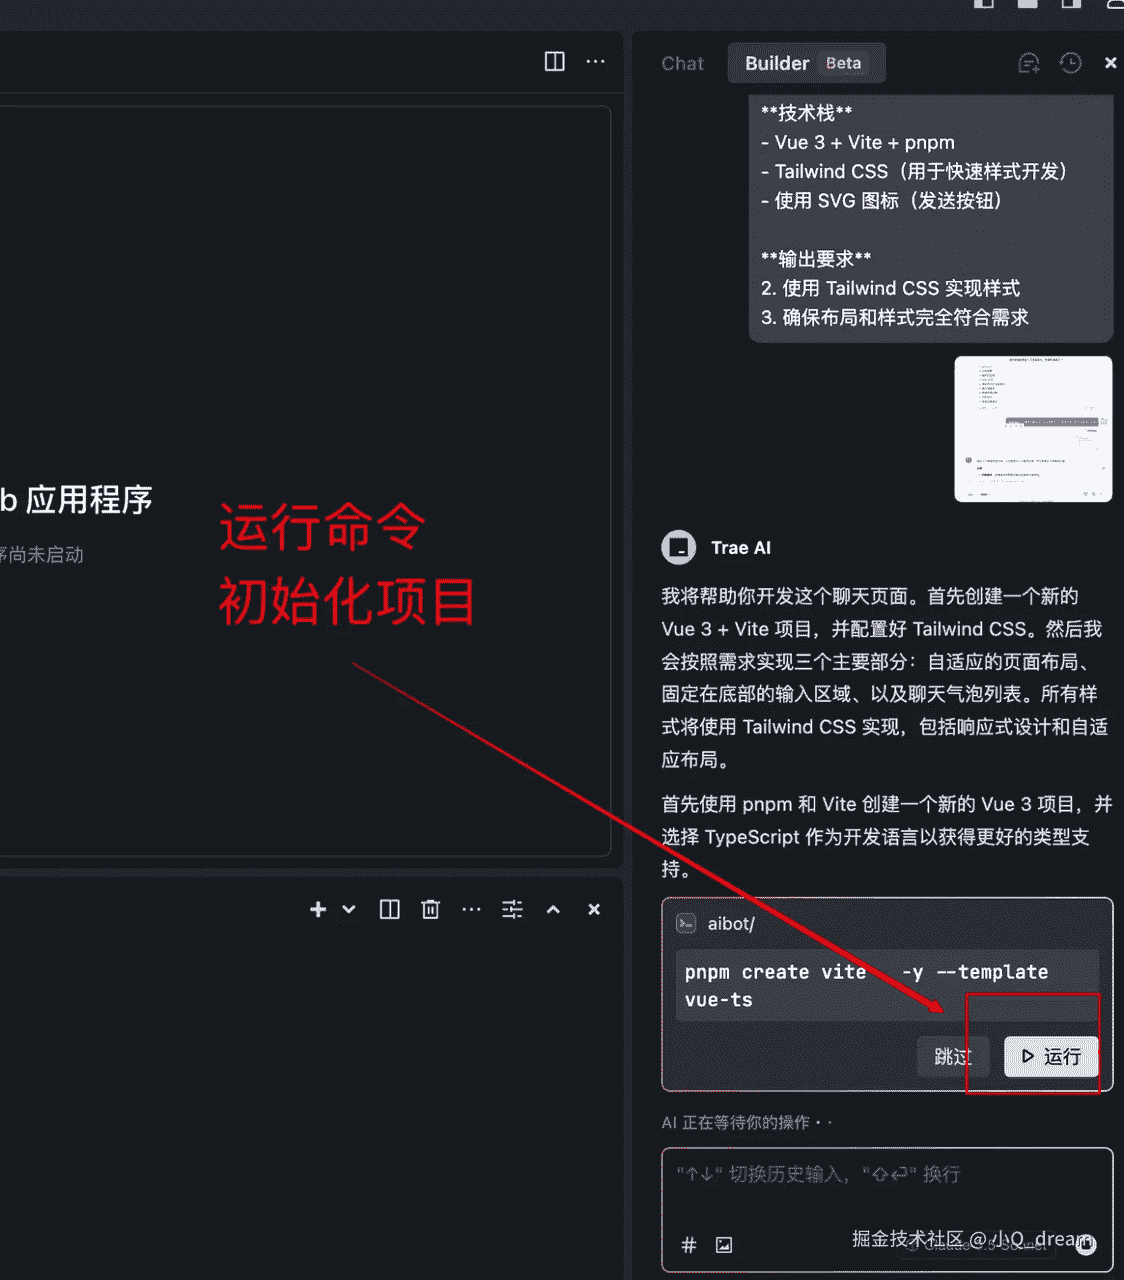 Chat
Builder Beta
**技术栈**
- Vue 3 + Vite + pnpm
- Tailwind CSS（用于快速样式开发）
- 使用 SVG 图标（发送按钮）
**输出要求**
2. 使用 Tailwind CSS 实现样式
3. 确保布局和样式完全符合需求
b 应用程序
序尚未启动
运行命令
初始化项目
Trae AI
我将帮助你开发这个聊天页面。首先创建一个新的
Vue 3 + Vite 项目，并配置好 Tailwind CSS。然后我
会按照需求实现三个主要部分：自适应的页面布局、
固定在底部的输入区域、以及聊天气泡列表。所有样
式将使用 Tailwind CSS 实现，包括响应式设计和自适
应布局。
首先使用 pnpm 和 Vite 创建一个新的 Vue 3 项目，并
选择 TypeScript 作为开发语言以获得更好的类型支
持。
aibot/
pnpm create vite -y --template
vue-ts
跳过
运行
AI 正在等待你的操作··
"↑↓" 切换历史输入，"⇧⏎" 换行
Claude 3.5 Sonnet
掘金技术社区 @ 小Q_dream